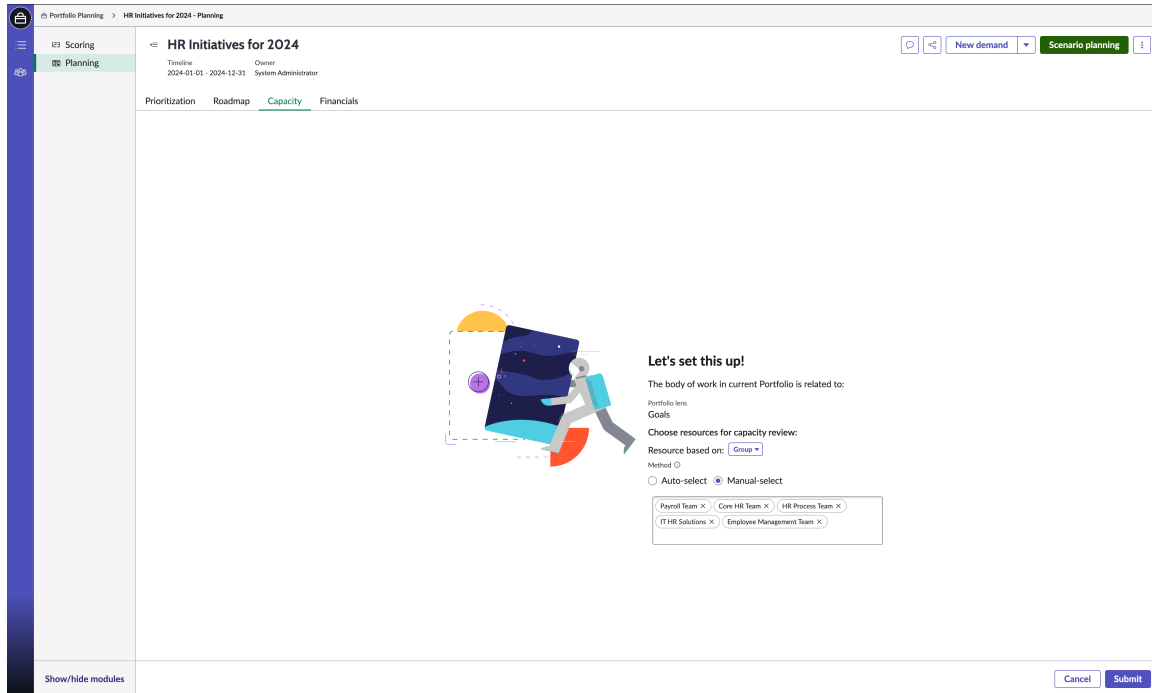 Portfolio Planning > HR Initiatives for 2024 - Planning
Scoring
Planning
HR Initiatives for 2024
Timeline
2024-01-01 - 2024-12-31
Owner
System Administrator
New demand
Scenario planning
Prioritization Roadmap Capacity Financials
Let's set this up!
The body of work in current Portfolio is related to:
Portfolio lens
Goals
Choose resources for capacity review:
Resource based on: Group
Method
Auto-select Manual-select
Payroll Team × Core HR Team × HR Process Team ×
IT HR Solutions × Employee Management Team ×
Show/hide modules
Cancel Submit